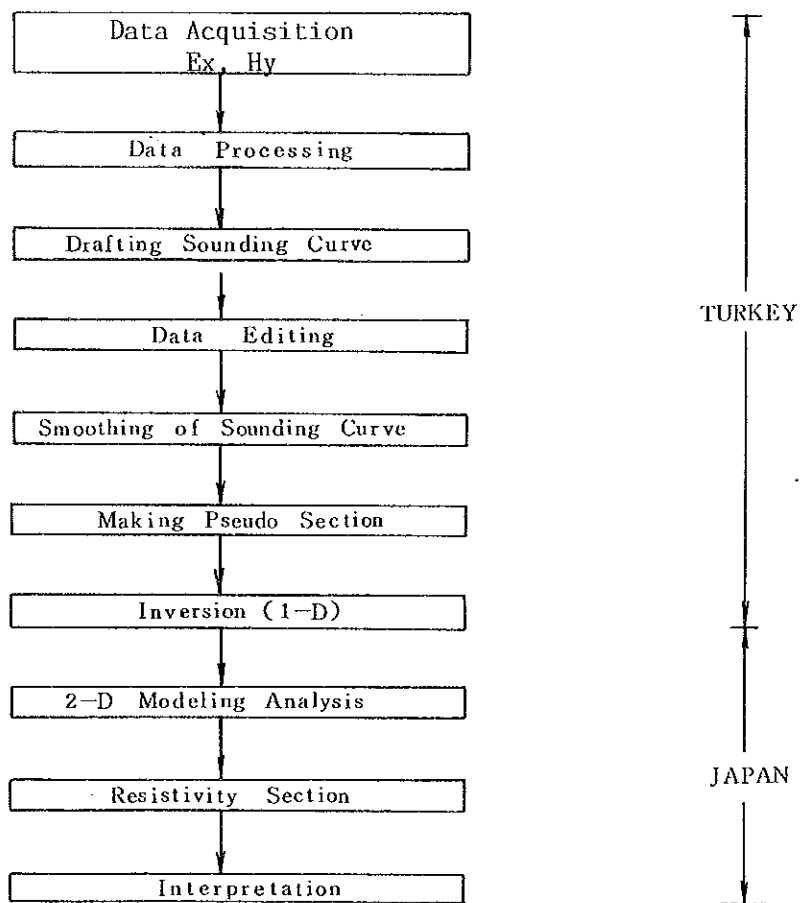 Data Acquisition
Ex, Hy
Data Processing
Drafting Sounding Curve
Data Editing
TURKEY
Smoothing of Sounding Curve
Making Pseudo Section
Inversion (1-D)
2-D Modeling Analysis
JAPAN
Resistivity Section
Interpretation